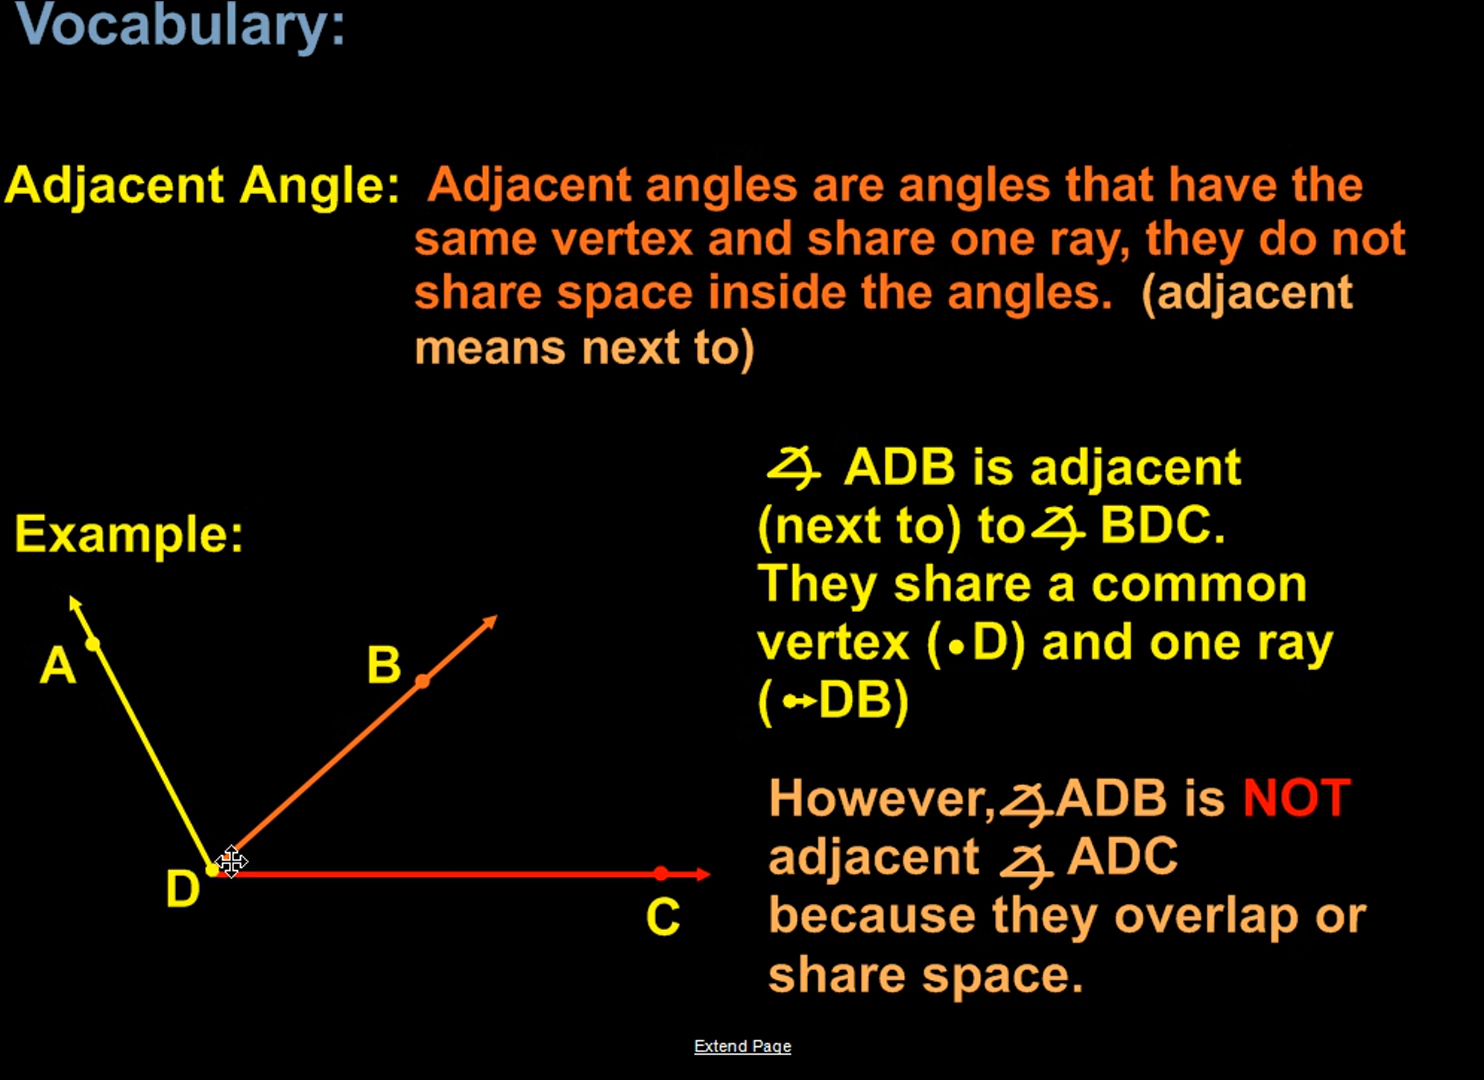 Vocabulary:
Adjacent Angle: Adjacent angles are angles that have the
same vertex and share one ray, they do not
share space inside the angles. (adjacent
means next to)
∡ ADB is adjacent
(next to) to∡ BDC.
They share a common
vertex (•D) and one ray
(•→DB)
Example:
A
B
D
C
However,∡ADB is NOT
adjacent ∡ ADC
because they overlap or
share space.
Extend Page